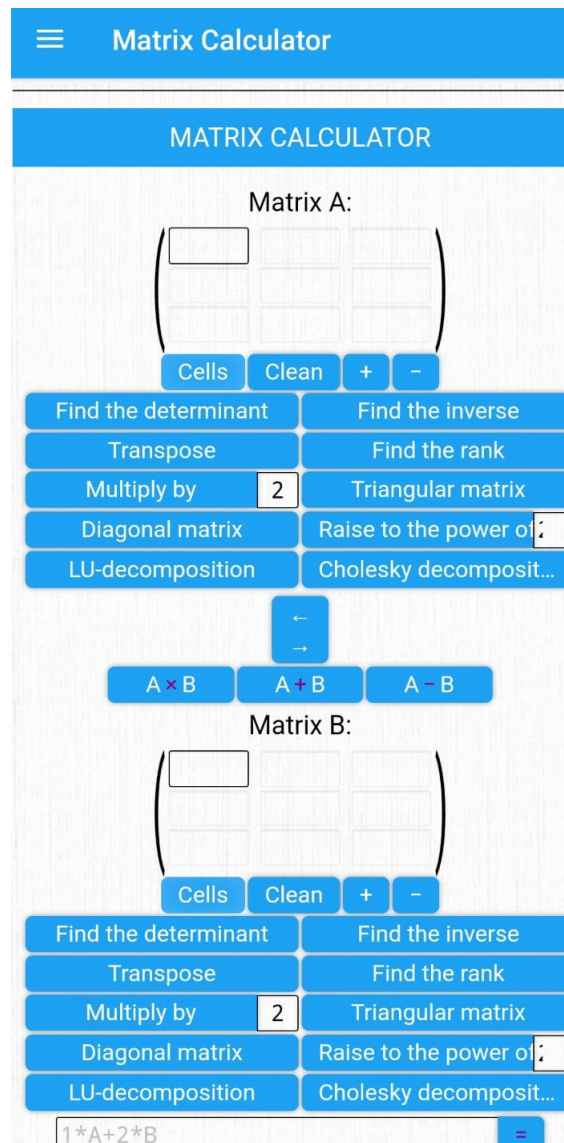 Matrix Calculator
MATRIX CALCULATOR
Matrix A:
Cells Clean + −
Find the determinant Find the inverse
Transpose Find the rank
Multiply by 2 Triangular matrix
Diagonal matrix Raise to the power of
LU-decomposition Cholesky decomposit...
←
→
A × B A + B A − B
Matrix B:
Cells Clean + −
Find the determinant Find the inverse
Transpose Find the rank
Multiply by 2 Triangular matrix
Diagonal matrix Raise to the power of
LU-decomposition Cholesky decomposit...
1*A+2*B =